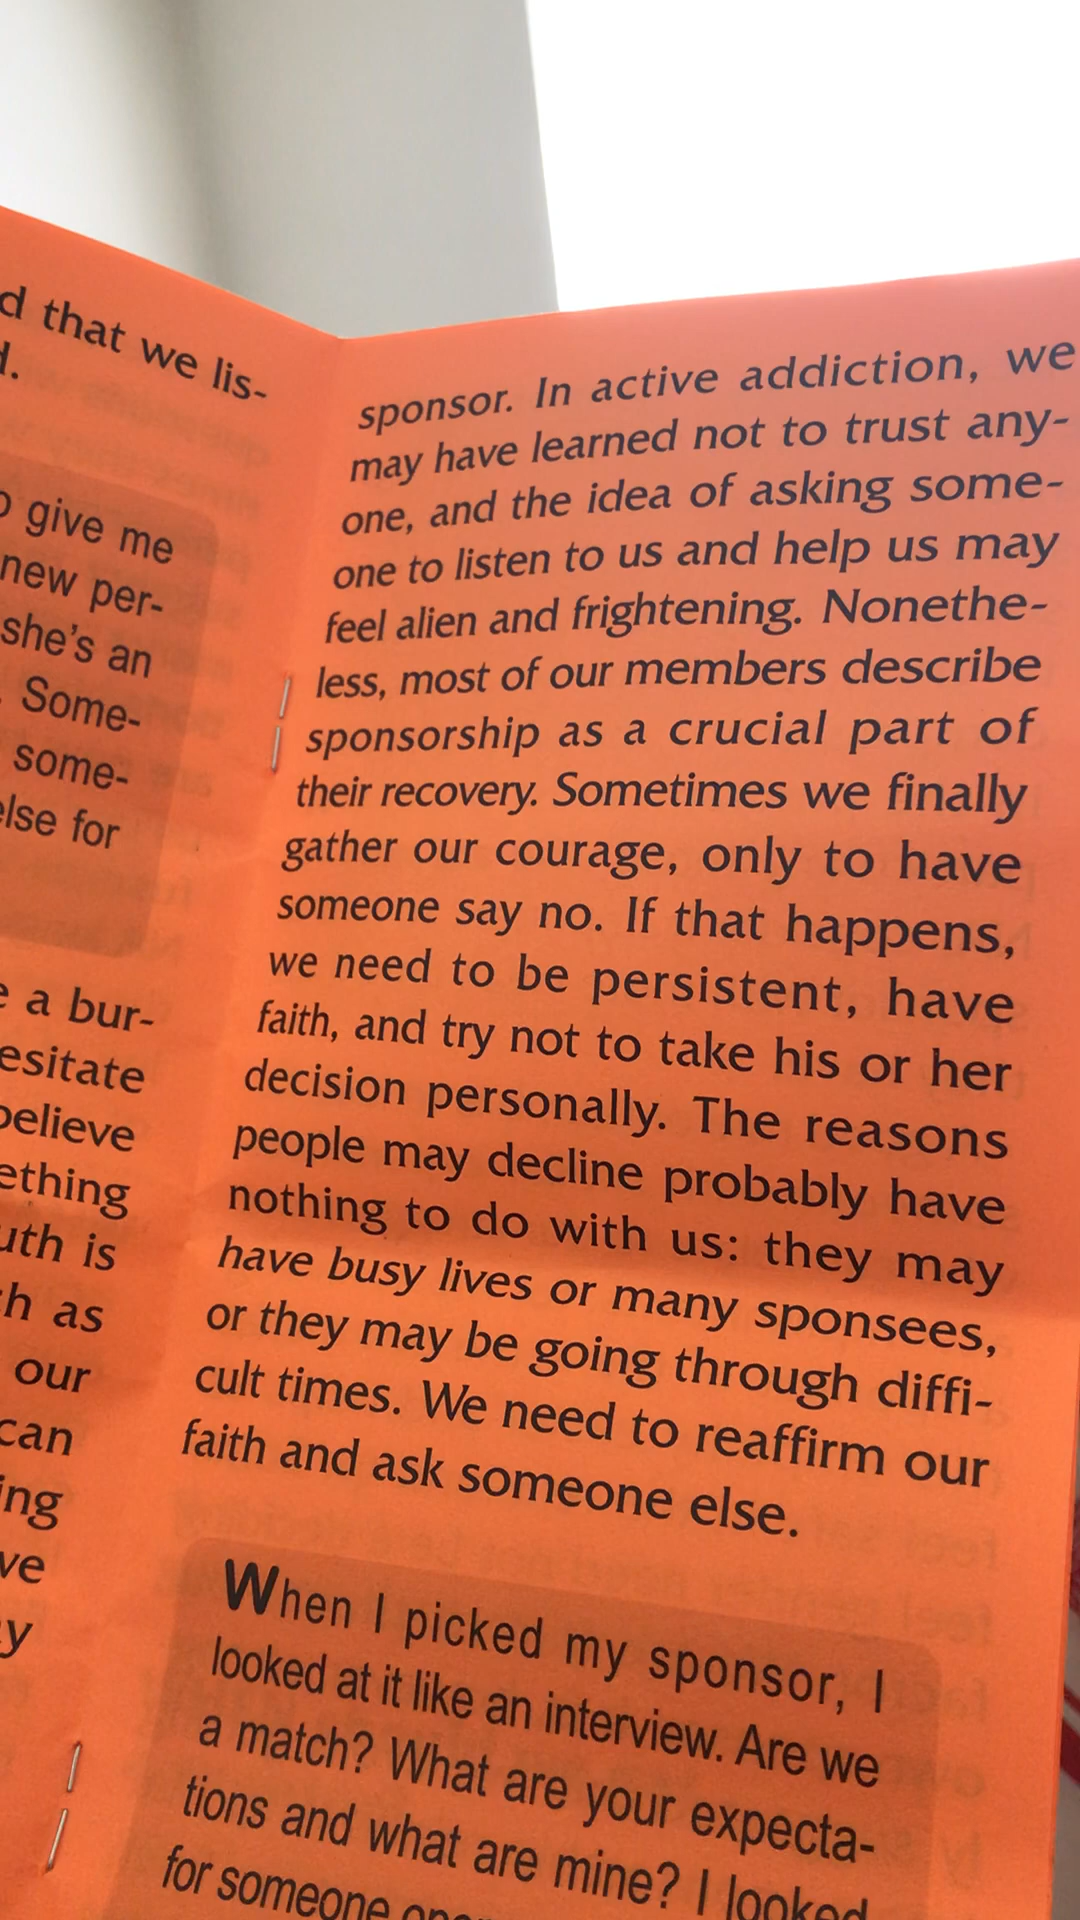 d that we lis-
d.
give me
new per-
she's an
Some-
some-
else for
a bur-
esitate
believe
ething
uth is
h as
our
can
ing
ve
y
sponsor. In active addiction, we
may have learned not to trust any-
one, and the idea of asking some-
one to listen to us and help us may
feel alien and frightening. Nonethe-
less, most of our members describe
sponsorship as a crucial part of
their recovery. Sometimes we finally
gather our courage, only to have
someone say no. If that happens,
we need to be persistent, have
faith, and try not to take his or her
decision personally. The reasons
people may decline probably have
nothing to do with us: they may
have busy lives or many sponsees,
or they may be going through diffi-
cult times. We need to reaffirm our
faith and ask someone else.
When I picked my sponsor, I
looked at it like an interview. Are we
a match? What are your expecta-
tions and what are mine? I looked
for someone